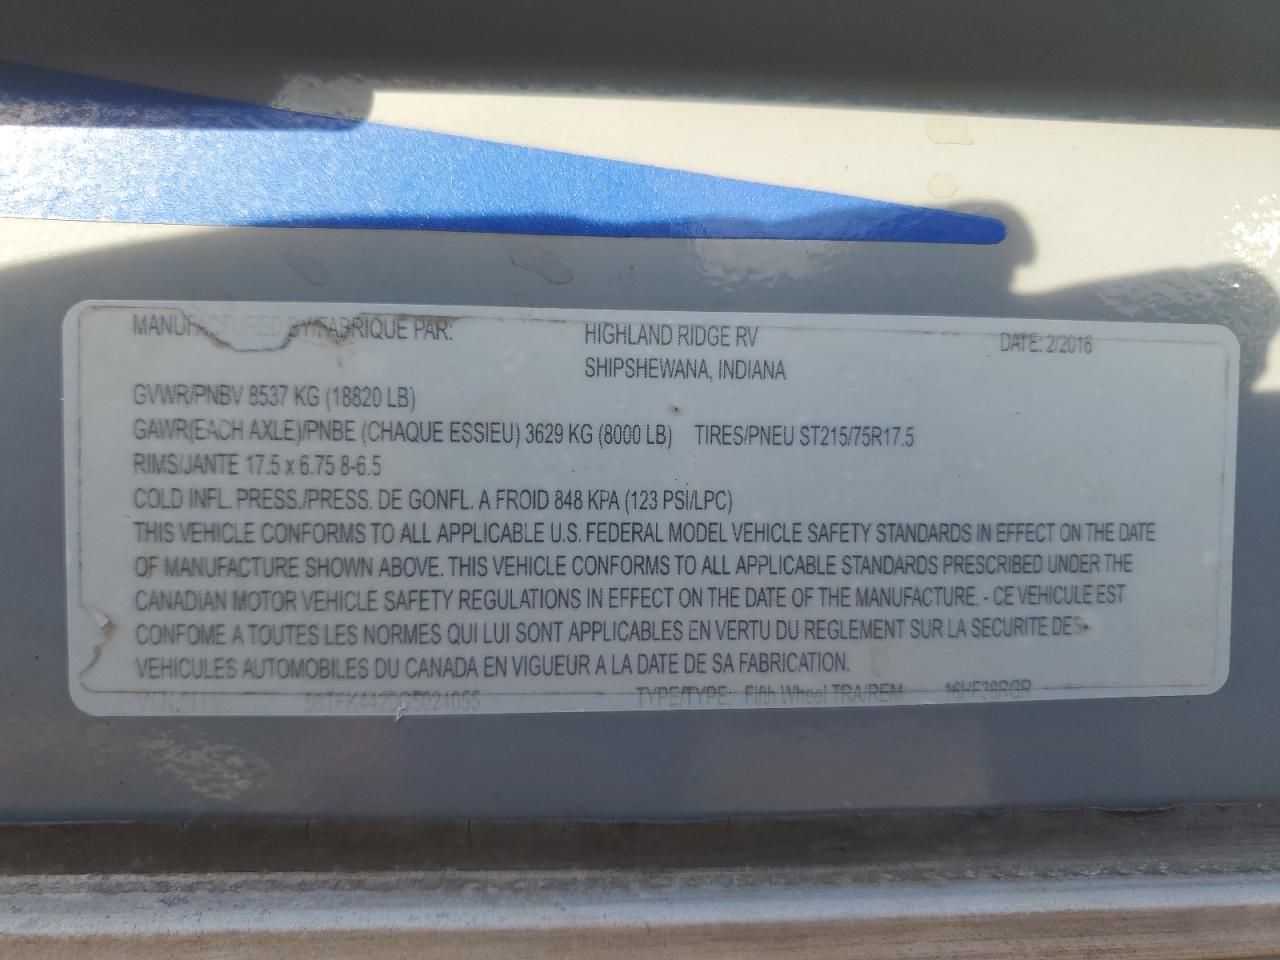 MANUFACTURED BY/FABRIQUE PAR: HIGHLAND RIDGE RV DATE: 2/2016
SHIPSHEWANA, INDIANA
GVWR/PNBV 8537 KG (18820 LB)
GAWR(EACH AXLE)/PNBE (CHAQUE ESSIEU) 3629 KG (8000 LB) TIRES/PNEU ST215/75R17.5
RIMS/JANTE 17.5 x 6.75 8-6.5
COLD INFL. PRESS./PRESS. DE GONFL. A FROID 848 KPA (123 PSI/LPC)
THIS VEHICLE CONFORMS TO ALL APPLICABLE U.S. FEDERAL MODEL VEHICLE SAFETY STANDARDS IN EFFECT ON THE DATE
OF MANUFACTURE SHOWN ABOVE. THIS VEHICLE CONFORMS TO ALL APPLICABLE STANDARDS PRESCRIBED UNDER THE
CANADIAN MOTOR VEHICLE SAFETY REGULATIONS IN EFFECT ON THE DATE OF THE MANUFACTURE. - CE VEHICULE EST
CONFOME A TOUTES LES NORMES QUI LUI SONT APPLICABLES EN VERTU DU REGLEMENT SUR LA SECURITE DES
VEHICULES AUTOMOBILES DU CANADA EN VIGUEUR A LA DATE DE SA FABRICATION.
TYPE/TYPE: Fifth Wheel TRA/REM